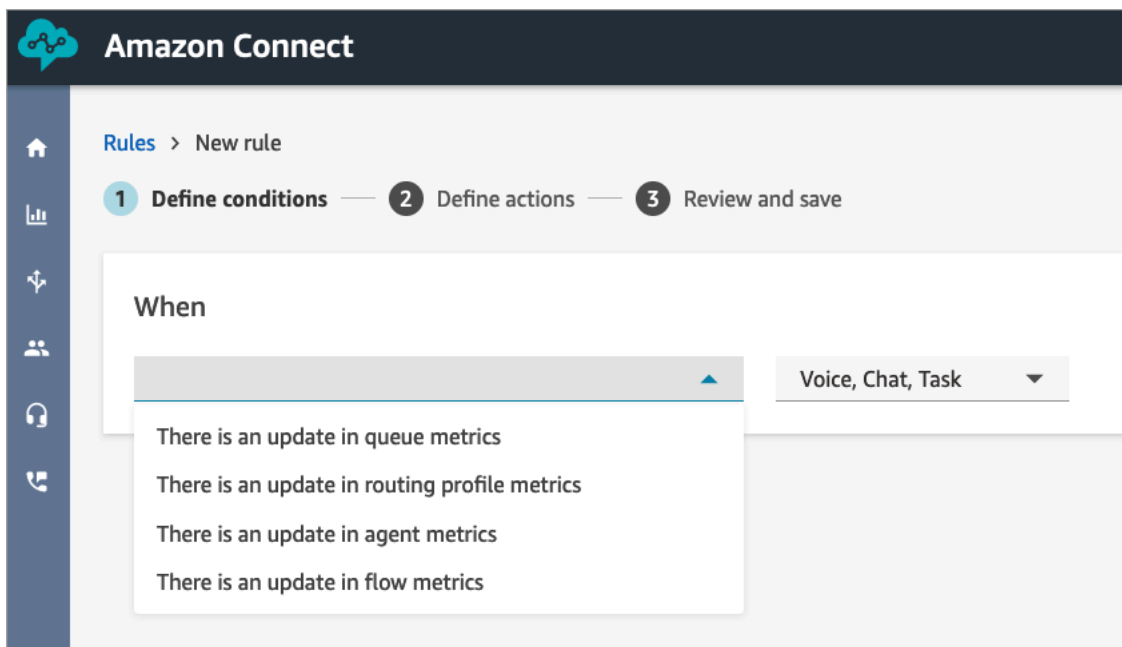 Amazon Connect
Rules > New rule
1 Define conditions — 2 Define actions — 3 Review and save
When
Voice, Chat, Task
There is an update in queue metrics
There is an update in routing profile metrics
There is an update in agent metrics
There is an update in flow metrics